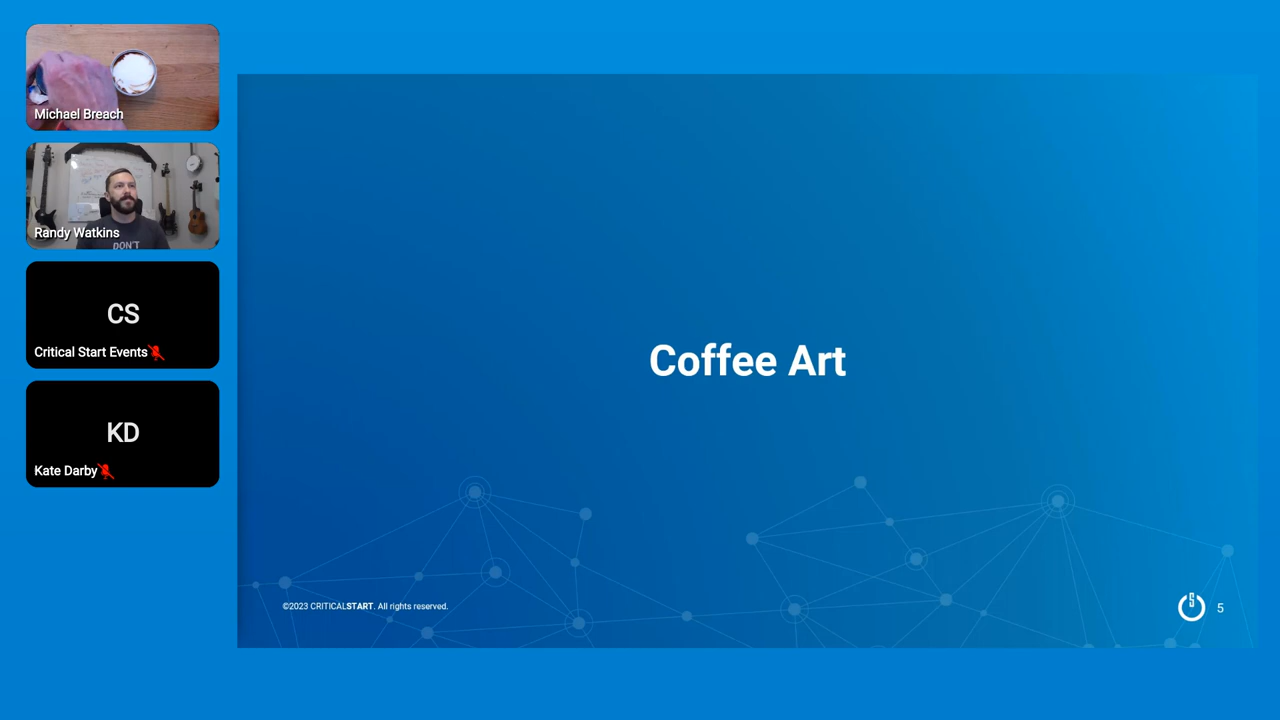 Michael Breach
DON'T
Randy Watkins
CS
Critical Start Events
KD
Kate Darby
Coffee Art
©2023 CRITICALSTART. All rights reserved.
5